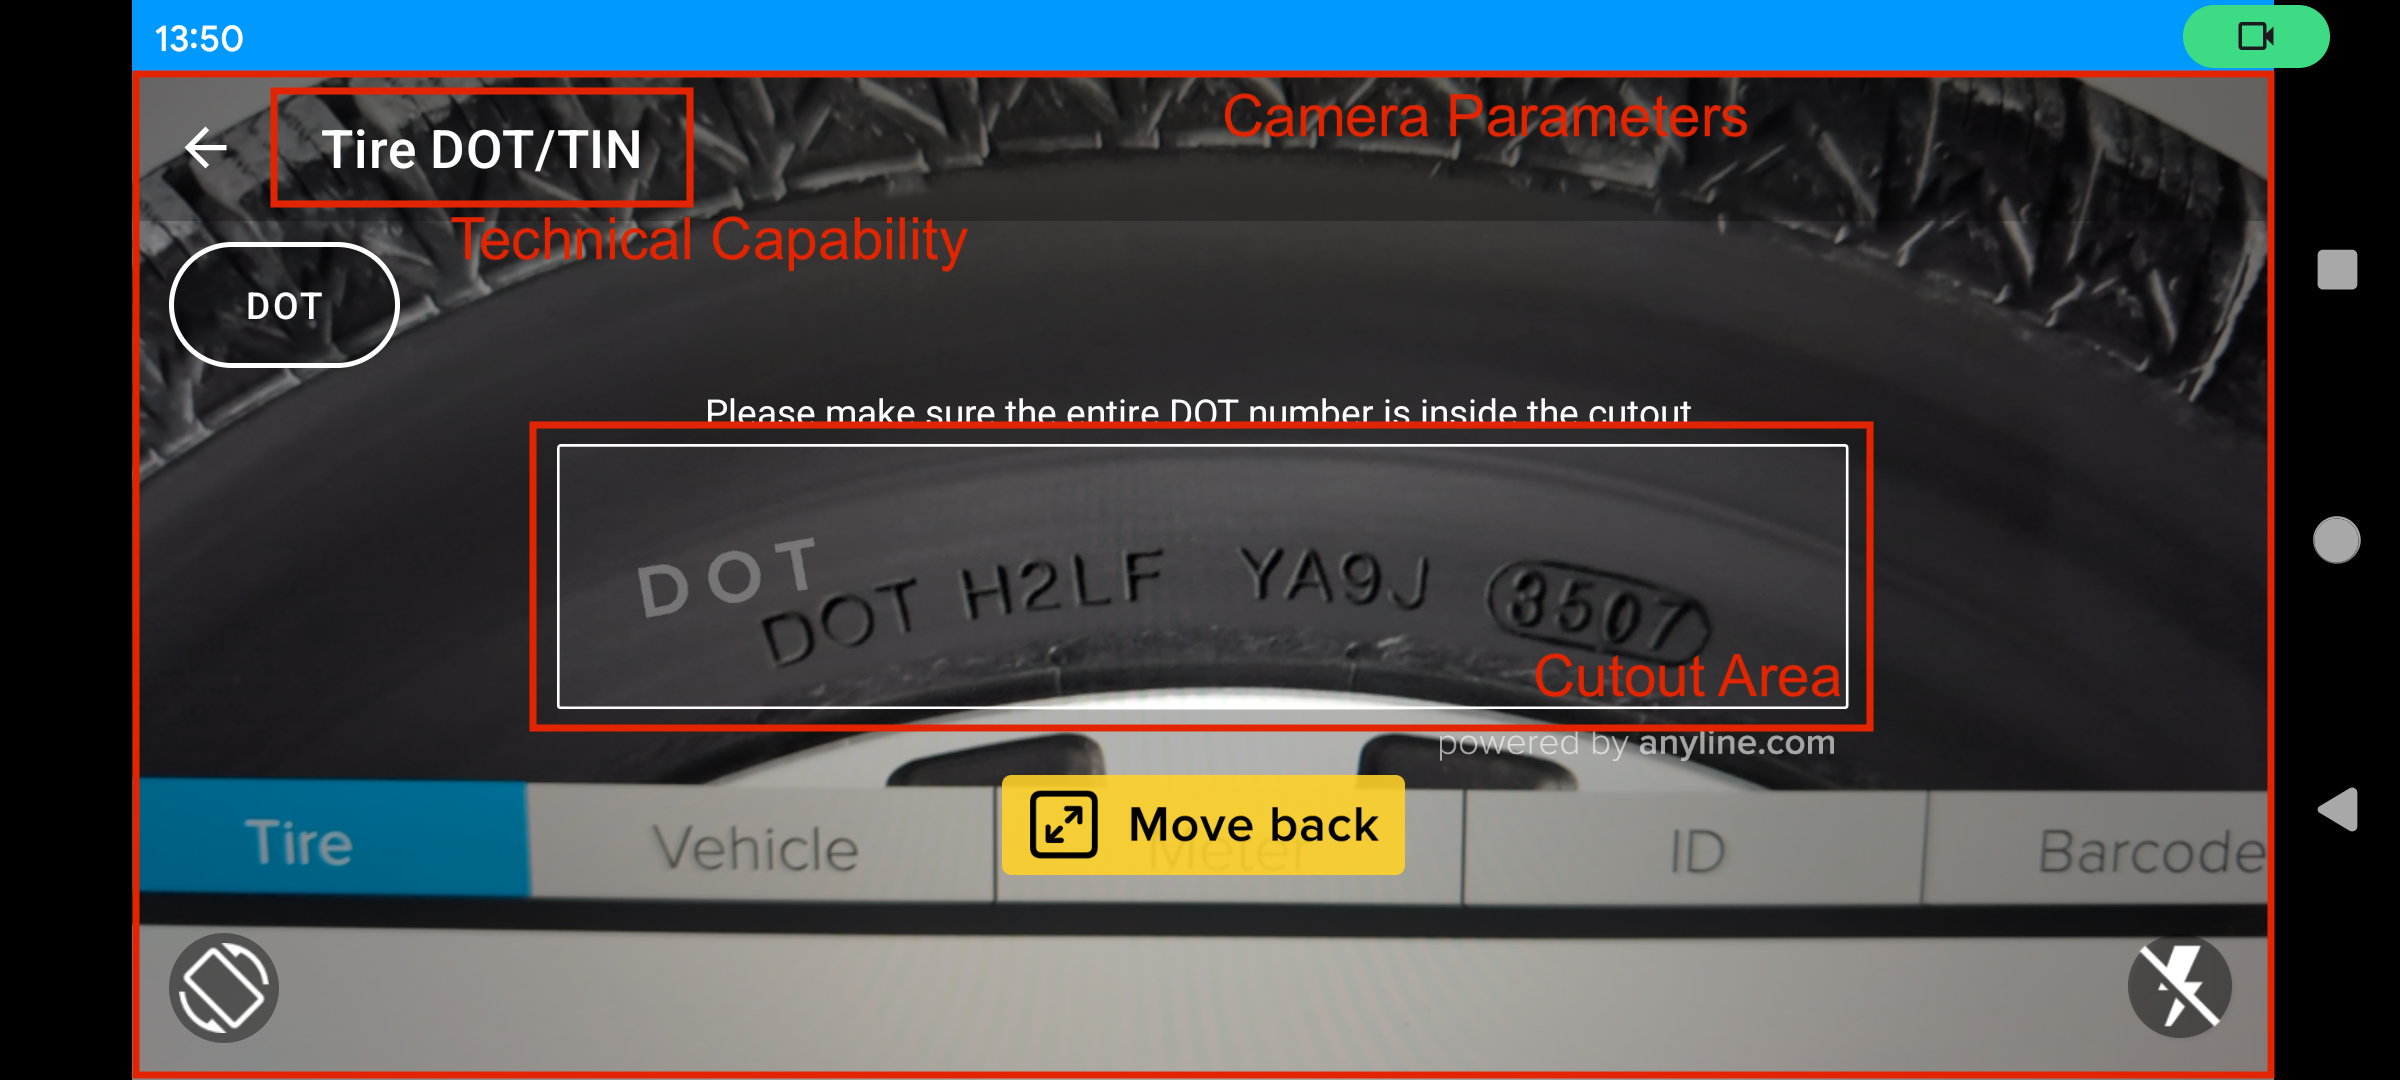 13:50
Camera Parameters
Tire DOT/TIN
Technical Capability
DOT
Please make sure the entire DOT number is inside the cutout
DOT
DOT H2LF YA9J 3507
Cutout Area
powered by anyline.com
Move back
Tire Vehicle Meter ID Barcode